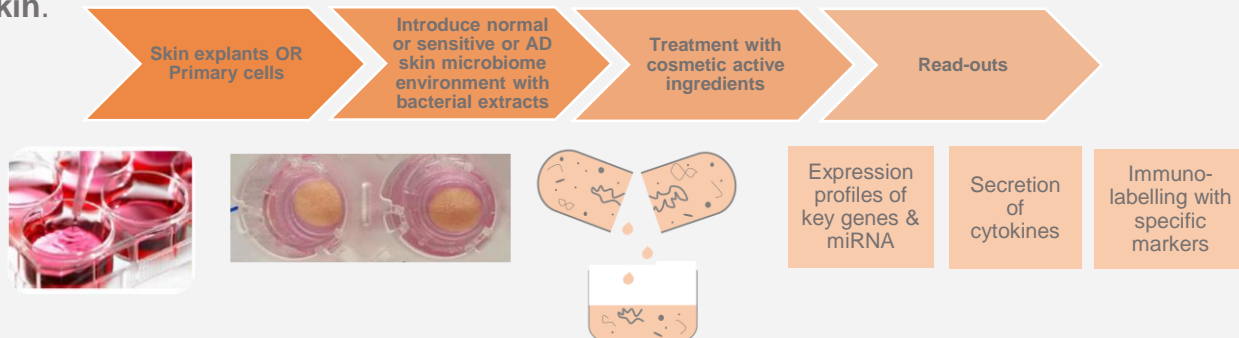 kin.
Skin explants OR
Primary cells
Introduce normal
or sensitive or AD
skin microbiome
environment with
bacterial extracts
Treatment with
cosmetic active
ingredients
Read-outs
Expression
profiles of
key genes &
miRNA
Secretion
of
cytokines
Immuno-
labelling with
specific
markers